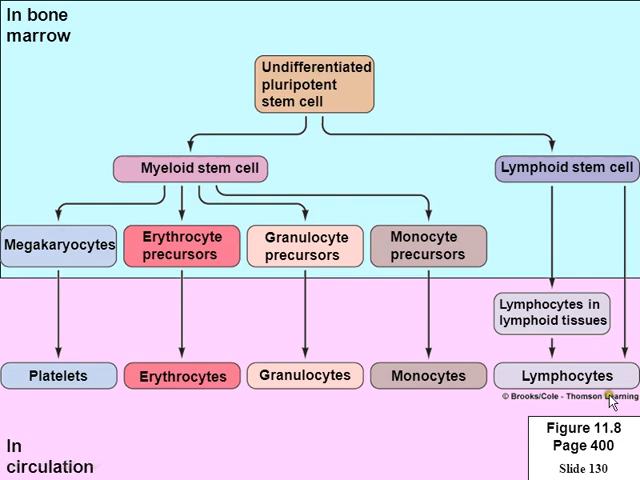 In bone
marrow
Undifferentiated
pluripotent
stem cell
Myeloid stem cell
Lymphoid stem cell
Megakaryocytes
Erythrocyte
precursors
Granulocyte
precursors
Monocyte
precursors
Lymphocytes in
lymphoid tissues
Platelets
Erythrocytes
Granulocytes
Monocytes
Lymphocytes
© Brooks/Cole - Thomson Learning
Figure 11.8
Page 400
Slide 130
In
circulation